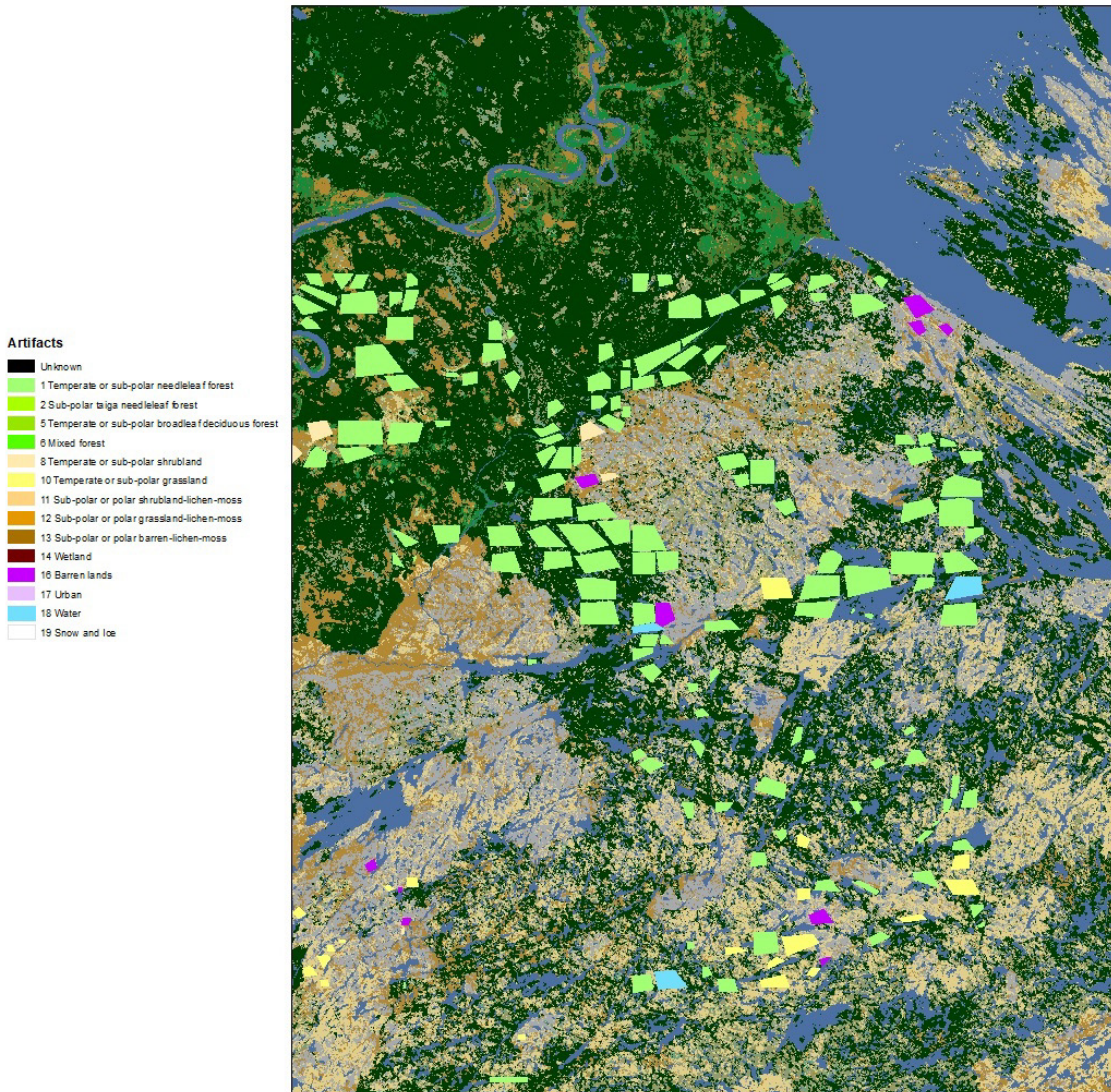 Artifacts
Unknown
1 Temperate or sub-polar needleleaf forest
2 Sub-polar taiga needleleaf forest
5 Temperate or sub-polar broadleaf deciduous forest
6 Mixed forest
8 Temperate or sub-polar shrubland
10 Temperate or sub-polar grassland
11 Sub-polar or polar shrubland-lichen-moss
12 Sub-polar or polar grassland-lichen-moss
13 Sub-polar or polar barren-lichen-moss
14 Wetland
16 Barren lands
17 Urban
18 Water
19 Snow and Ice